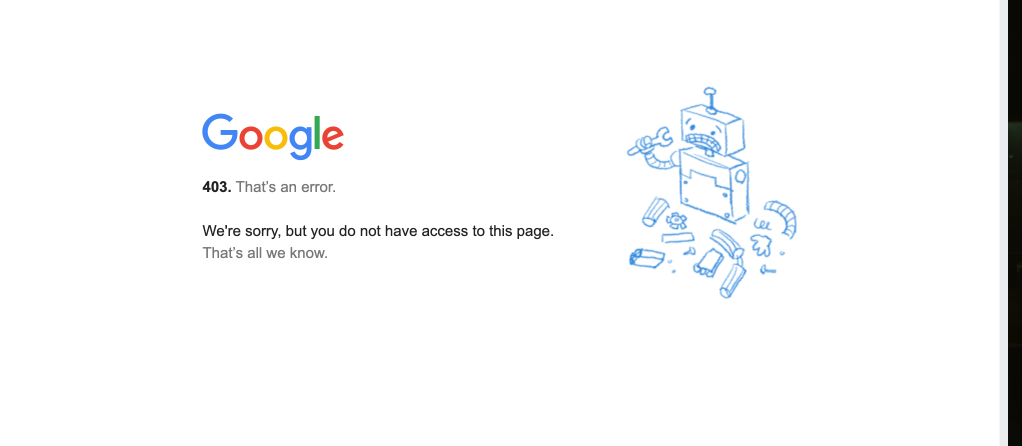 Google
403. That's an error.
We're sorry, but you do not have access to this page.
That's all we know.